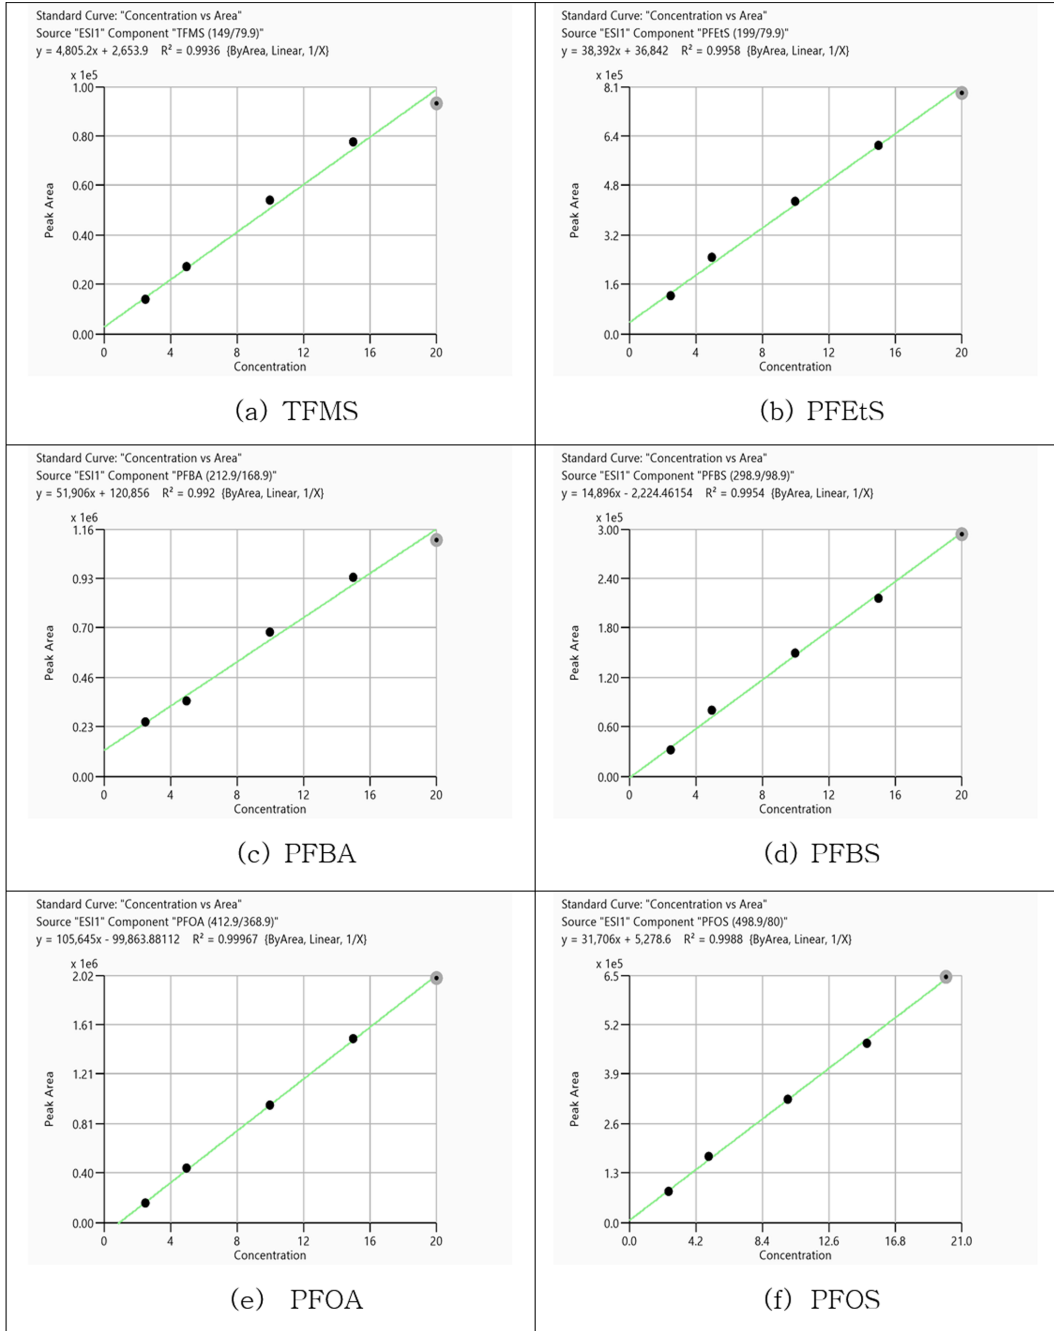 Standard Curve: "Concentration vs Area"
Source "ESI1" Component "TFMS (149/79.9)"
y = 4,805.2x + 2,653.9 R² = 0.9936 {ByArea, Linear, 1/X}
x 1e5
1.00
0.80
0.60
0.40
0.20
0.00
Peak Area
0 4 8 12 16 20
Concentration
(a) TFMS
Standard Curve: "Concentration vs Area"
Source "ESI1" Component "PFEtS (199/79.9)"
y = 38,392x + 36,842 R² = 0.9958 {ByArea, Linear, 1/X}
x 1e5
8.1
6.4
4.8
3.2
1.6
0.0
Peak Area
0 4 8 12 16 20
Concentration
(b) PFEtS
Standard Curve: "Concentration vs Area"
Source "ESI1" Component "PFBA (212.9/168.9)"
y = 51,906x + 120,856 R² = 0.992 {ByArea, Linear, 1/X}
x 1e6
1.16
0.93
0.70
0.46
0.23
0.00
Peak Area
0 4 8 12 16 20
Concentration
(c) PFBA
Standard Curve: "Concentration vs Area"
Source "ESI1" Component "PFBS (298.9/98.9)"
y = 14,896x - 2,224.46154 R² = 0.9954 {ByArea, Linear, 1/X}
x 1e5
3.00
2.40
1.80
1.20
0.60
0.00
Peak Area
0 4 8 12 16 20
Concentration
(d) PFBS
Standard Curve: "Concentration vs Area"
Source "ESI1" Component "PFOA (412.9/368.9)"
y = 105,645x - 99,863.88112 R² = 0.99967 {ByArea, Linear, 1/X}
x 1e6
2.02
1.61
1.21
0.81
0.40
0.00
Peak Area
0 4 8 12 16 20
Concentration
(e) PFOA
Standard Curve: "Concentration vs Area"
Source "ESI1" Component "PFOS (498.9/80)"
y = 31,706x + 5,278.6 R² = 0.9988 {ByArea, Linear, 1/X}
x 1e5
6.5
5.2
3.9
2.6
1.3
0.0
Peak Area
0.0 4.2 8.4 12.6 16.8 21.0
Concentration
(f) PFOS